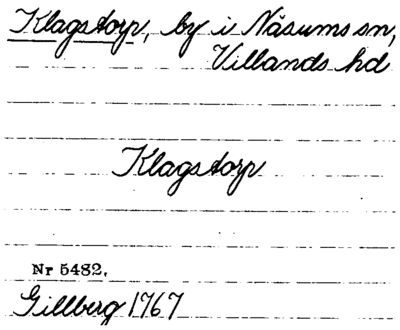 Klagstorp, by i Näsums sn,
Villands hd
Klagstorp
Nr 5482.
Gillberg 1767